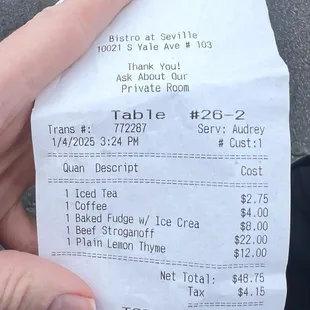 Bistro at Seville
10021 S Yale Ave # 103
Thank You!
Ask About Our
Private Room
Table #26-2
Trans #: 772287 Serv: Audrey
1/4/2025 3:24 PM # Cust:1
Quan Descript Cost
1 Iced Tea $2.75
1 Coffee $4.00
1 Baked Fudge w/ Ice Crea $8.00
1 Beef Stroganoff $22.00
1 Plain Lemon Thyme $12.00
Net Total: $48.75
Tax $4.15